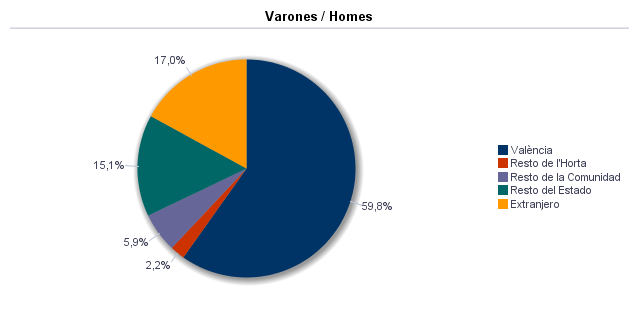 Varones / Homes
17,0%
15,1%
5,9%
2,2%
59,8%
València
Resto de l'Horta
Resto de la Comunidad
Resto del Estado
Extranjero